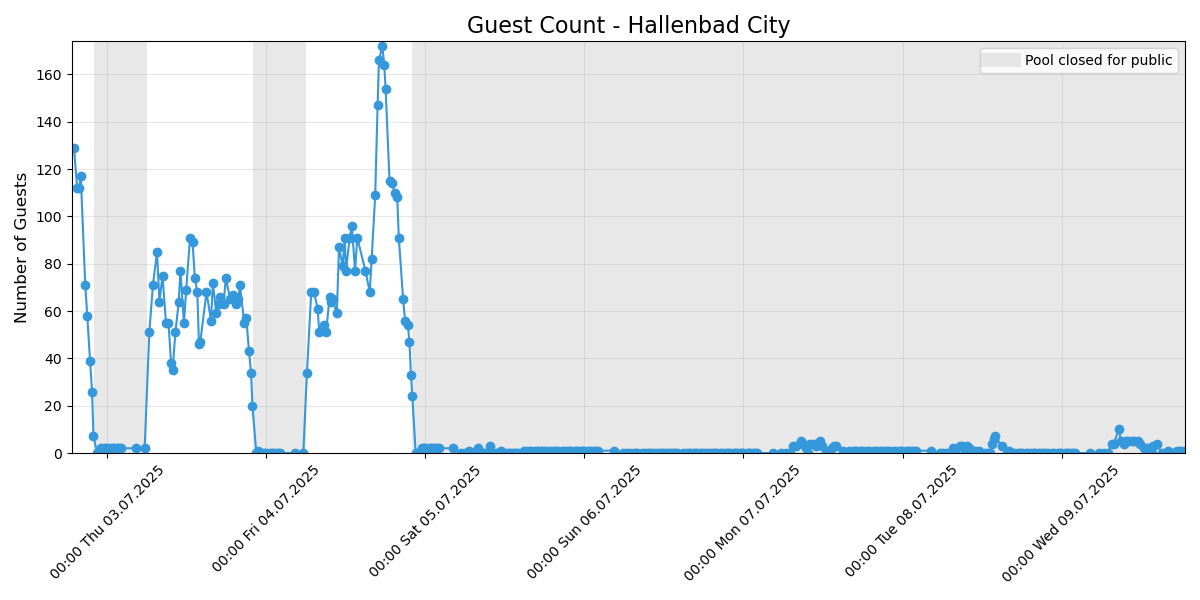 Guest Count - Hallenbad City
Pool closed for public
Number of Guests
160
140
120
100
80
60
40
20
0
00:00 Thu 03.07.2025
00:00 Fri 04.07.2025
00:00 Sat 05.07.2025
00:00 Sun 06.07.2025
00:00 Mon 07.07.2025
00:00 Tue 08.07.2025
00:00 Wed 09.07.2025